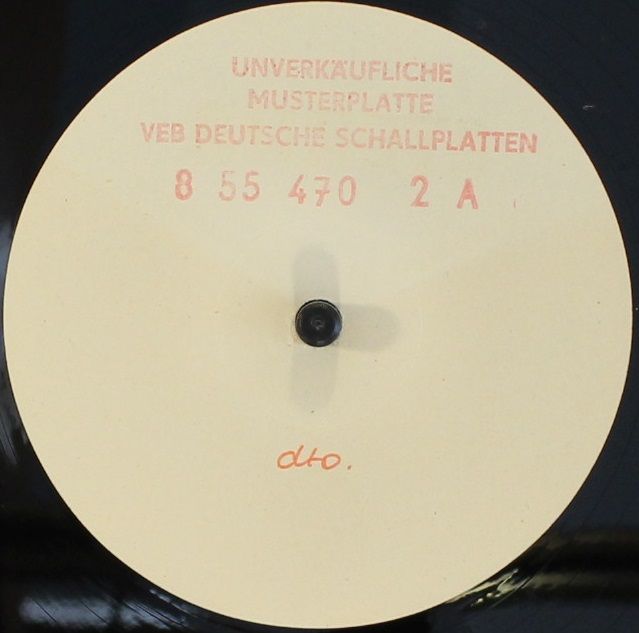 UNVERKÄUFLICHE
MUSTERPLATTE
VEB DEUTSCHE SCHALLPLATTEN
8 55 470 2 A
dto.